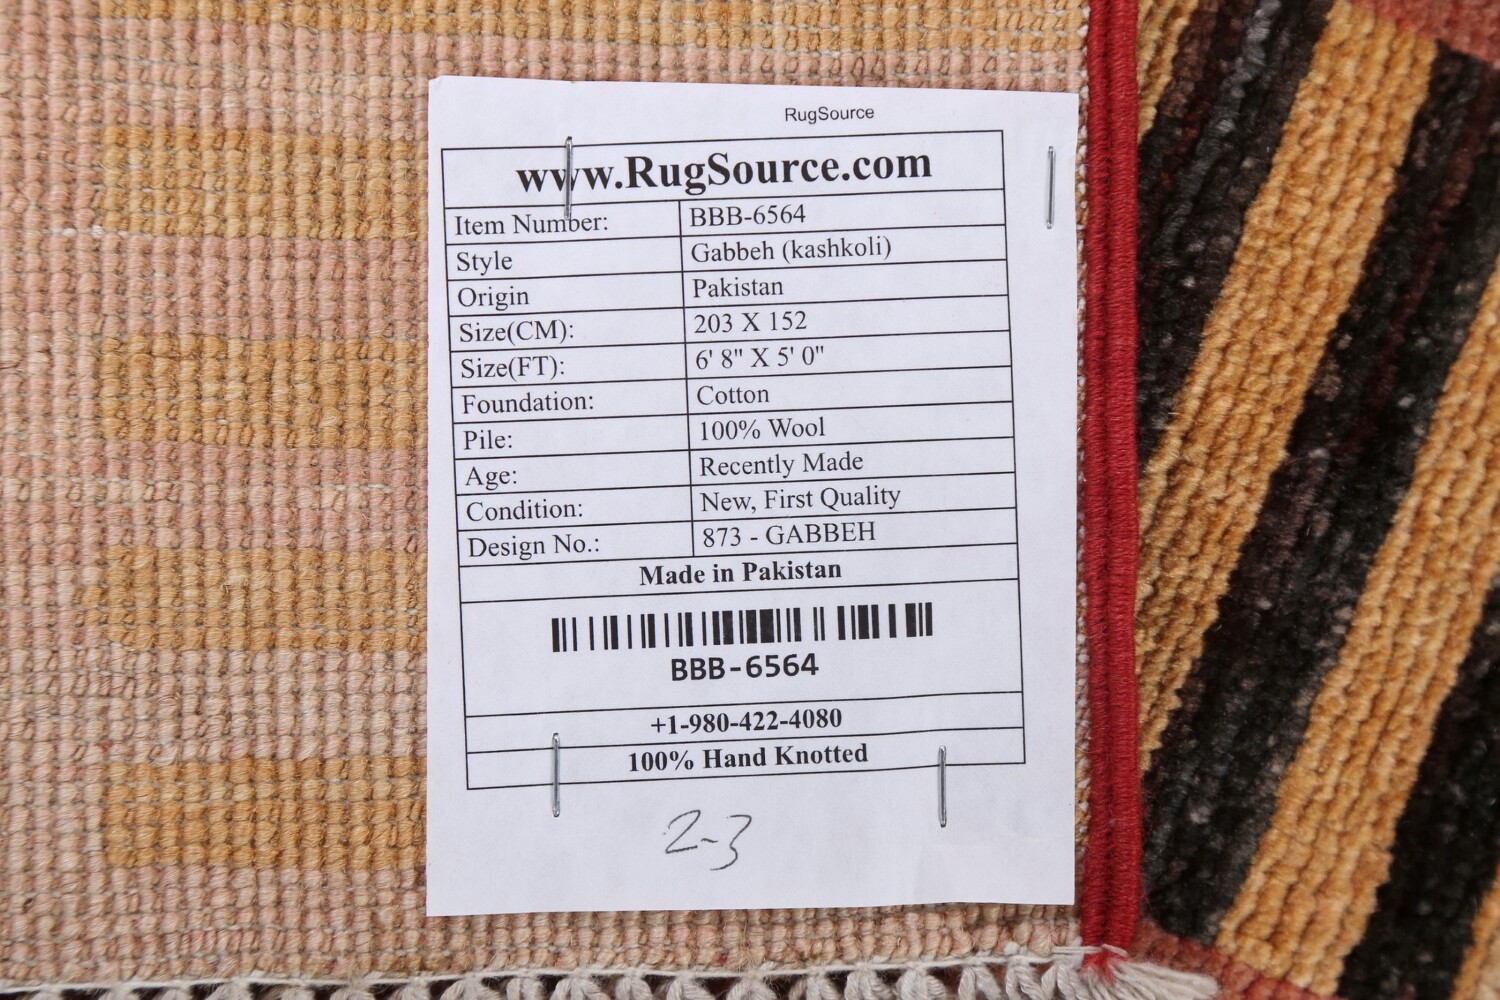 RugSource
www.RugSource.com
Item Number: BBB-6564
Style Gabbeh (kashkoli)
Origin Pakistan
Size(CM): 203 X 152
Size(FT): 6' 8" X 5' 0"
Foundation: Cotton
Pile: 100% Wool
Age: Recently Made
Condition: New, First Quality
Design No.: 873 - GABBEH
Made in Pakistan
BBB-6564
+1-980-422-4080
100% Hand Knotted
2-3